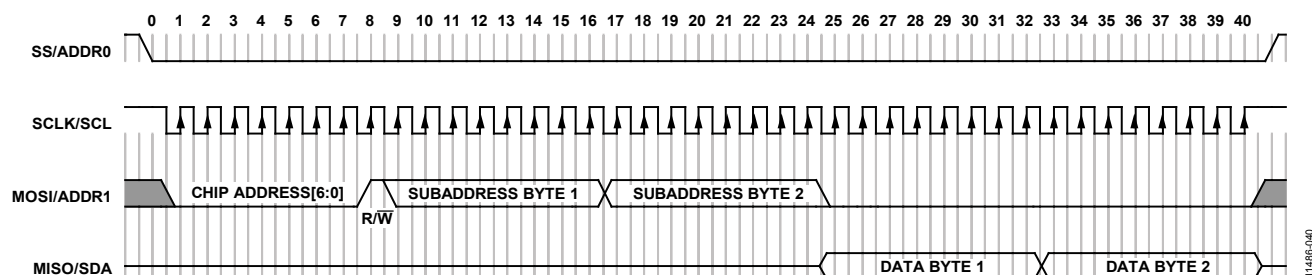 0 1 2 3 4 5 6 7 8 9 10 11 12 13 14 15 16 17 18 19 20 21 22 23 24 25 26 27 28 29 30 31 32 33 34 35 36 37 38 39 40
SS/ADDR0
SCLK/SCL
MOSI/ADDR1
CHIP ADDRESS[6:0]
SUBADDRESS BYTE 1
SUBADDRESS BYTE 2
R/W̅
MISO/SDA
DATA BYTE 1
DATA BYTE 2